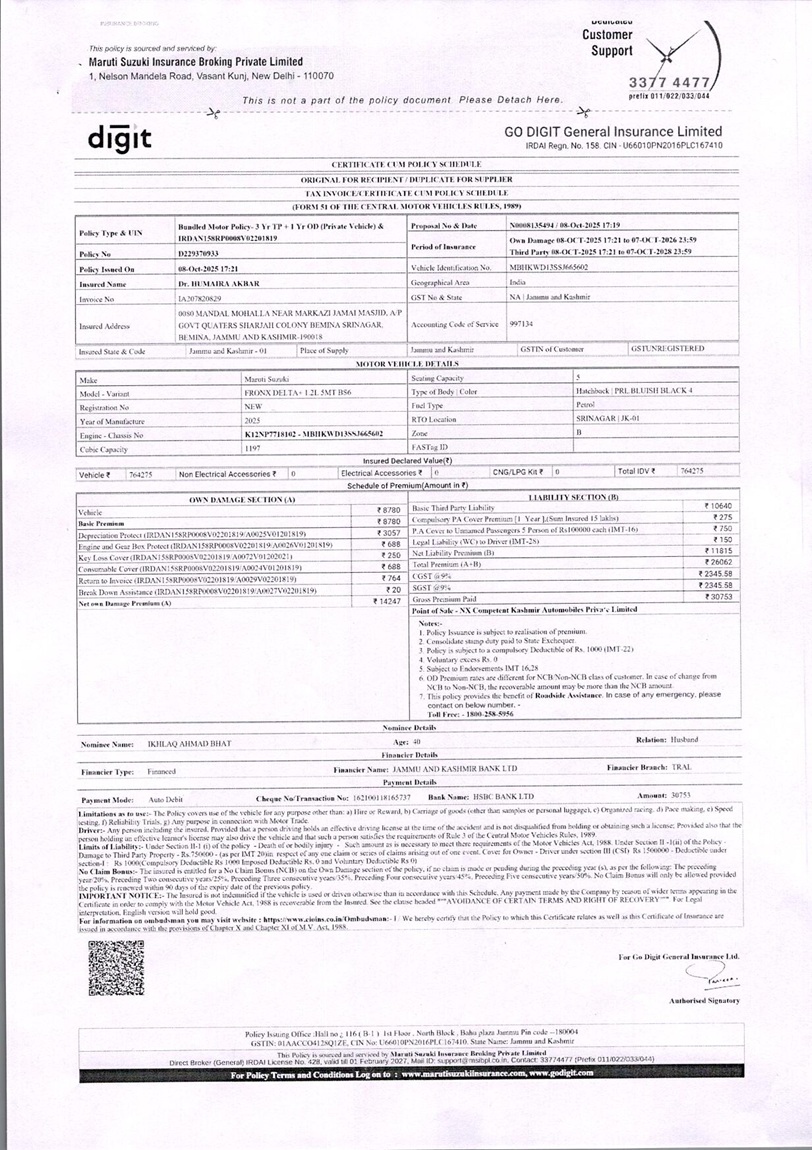 This policy is sourced and serviced by:
Maruti Suzuki Insurance Broking Private Limited
1, Nelson Mandela Road, Vasant Kunj, New Delhi - 110070
Dedicated
Customer
Support
3377 4477
prefix 011/022/033/044
This is not a part of the policy document Please Detach Here.
digit
GO DIGIT General Insurance Limited
IRDAI Regn. No. 158. CIN - U66010PN2016PLC167410
CERTIFICATE CUM POLICY SCHEDULE
ORIGINAL FOR RECIPIENT / DUPLICATE FOR SUPPLIER
TAX INVOICE/CERTIFICATE CUM POLICY SCHEDULE
(FORM 51 OF THE CENTRAL MOTOR VEHICLES RULES, 1989)
Policy Type & UIN Bundled Motor Policy- 3 Yr TP + 1 Yr OD (Private Vehicle) & IRDAN158RP0008V02201819 Proposal No & Date N0008135494 / 08-Oct-2025 17:19
Policy No D229370933 Period of Insurance Own Damage 08-OCT-2025 17:21 to 07-OCT-2026 23:59
Third Party 08-OCT-2025 17:21 to 07-OCT-2028 23:59
Policy Issued On 08-Oct-2025 17:21 Vehicle Identification No. MBHKWD13SSJ665602
Insured Name Dr. HUMAIRA AKBAR Geographical Area India
Invoice No IA207820829 GST No & State NA | Jammu and Kashmir
Insured Address 0080 MANDAL MOHALLA NEAR MARKAZI JAMAI MASJID, A/P
GOVT QUATERS SHARJAH COLONY BEMINA SRINAGAR,
BEMINA, JAMMU AND KASHMIR-190018
Accounting Code of Service 997134
Insured State & Code Jammu and Kashmir - 01 Place of Supply Jammu and Kashmir GSTIN of Customer GSTUNREGISTERED
MOTOR VEHICLE DETAILS
Make Maruti Suzuki Seating Capacity 5
Model - Variant FRONX DELTA+ 1.2L 5MT BS6 Type of Body | Color Hatchback | PRL BLUISH BLACK 4
Registration No NEW Fuel Type Petrol
Year of Manufacture 2025 RTO Location SRINAGAR | JK-01
Engine - Chassis No K12NP7718102 - MBHKWD13SSJ665602 Zone B
Cubic Capacity 1197 FASTag ID
Insured Declared Value(₹)
Vehicle ₹ 764275 Non Electrical Accessories ₹ 0 Electrical Accessories ₹ 0 CNG/LPG Kit ₹ 0 Total IDV ₹ 764275
Schedule of Premium(Amount in ₹)
OWN DAMAGE SECTION (A)
Vehicle ₹ 8780
Basic Premium ₹ 8780
Depreciation Protect (IRDAN158RP0008V02201819/A0025V01201819) ₹ 3057
Engine and Gear Box Protect (IRDAN158RP0008V02201819/A0026V01201819) ₹ 688
Key Loss Cover (IRDAN158RP0008V02201819/A0072V01202021) ₹ 250
Consumable Cover (IRDAN158RP0008V02201819/A0024V01201819) ₹ 688
Return to Invoice (IRDAN158RP0008V02201819/A0029V02201819) ₹ 764
Break Down Assistance (IRDAN158RP0008V02201819/A0027V02201819) ₹ 20
Net own Damage Premium (A) ₹ 14247
LIABILITY SECTION (B)
Basic Third Party Liability ₹ 10640
Compulsory PA Cover Premium [1 Year ],(Sum Insured 15 lakhs) ₹ 275
P.A Cover to Unnamed Passengers 5 Person of Rs100000 each (IMT-16) ₹ 750
Legal Liability (WC) to Driver (IMT-28) ₹ 150
Net Liability Premium (B) ₹ 11815
Total Premium (A+B) ₹ 26062
CGST @9% ₹ 2345.58
SGST @9% ₹ 2345.58
Gross Premium Paid ₹ 30753
Point of Sale - NX Competent Kashmir Automobiles Private Limited
Notes:-
1. Policy Issuance is subject to realisation of premium.
2. Consolidate stamp duty paid to State Exchequer.
3. Policy is subject to a compulsory Deductible of Rs. 1000 (IMT-22)
4. Voluntary excess Rs. 0
5. Subject to Endorsements IMT 16,28
6. OD Premium rates are different for NCB/Non-NCB class of customer. In case of change from
NCB to Non-NCB, the recoverable amount may be more than the NCB amount.
7. This policy provides the benefit of Roadside Assistance. In case of any emergency, please
contact on below number. -
Toll Free: - 1800-258-5956
Nominee Details
Nominee Name: IKHLAQ AHMAD BHAT Age: 40 Relation: Husband
Financier Details
Financier Type: Financed Financier Name: JAMMU AND KASHMIR BANK LTD Financier Branch: TRAL
Payment Details
Payment Mode: Auto Debit Cheque No/Transaction No: 162100118165737 Bank Name: HSBC BANK LTD Amount: 30753
Limitations as to use:- The Policy covers use of the vehicle for any purpose other than: a) Hire or Reward, b) Carriage of goods (other than samples or personal luggage), c) Organized racing, d) Pace making, e) Speed
testing, f) Reliability Trials, g) Any purpose in connection with Motor Trade.
Driver:- Any person including the insured. Provided that a person driving holds an effective driving license at the time of the accident and is not disqualified from holding or obtaining such a license; Provided also that the
person holding an effective learner's license may also drive the vehicle and that such a person satisfies the requirements of Rule 3 of the Central Motor Vehicles Rules, 1989.
Limits of Liability:- Under Section II-1 (i) of the policy - Death of or bodily injury - Such amount as is necessary to meet there requirements of the Motor Vehicles Act, 1988. Under Section II -1(ii) of the Policy -
Damage to Third Party Property - Rs.750000 - (as per IMT 20)in respect of any one claim or series of claims arising out of one event. Cover for Owner - Driver under section III (CSI) Rs 1500000 - Deductible under
section-I : Rs 1000(Compulsory Deductible Rs 1000 Imposed Deductible Rs. 0 and Voluntary Deductible Rs 0)
No Claim Bonus:- The insured is entitled for a No Claim Bonus (NCB) on the Own Damage section of the policy, if no claim is made or pending during the preceding year (s), as per the following: The preceding
year/20%, Preceding Two consecutive years/25%, Preceding Three consecutive years/35%, Preceding Four consecutive years/45%, Preceding Five consecutive years/50%. No Claim Bonus will only be allowed provided
the policy is renewed within 90 days of the expiry date of the previous policy.
IMPORTANT NOTICE:- The Insured is not indemnified if the vehicle is used or driven otherwise than in accordance with this Schedule. Any payment made by the Company by reason of wider terms appearing in the
Certificate in order to comply with the Motor Vehicle Act, 1988 is recoverable from the Insured. See the clause headed """AVOIDANCE OF CERTAIN TERMS AND RIGHT OF RECOVERY""" For Legal
interpretation, English version will hold good.
For information on ombudsman you may visit website : https://www.cioins.co.in/Ombudsman:- I / We hereby certify that the Policy to which this Certificate relates as well as this Certificate of Insurance are
issued in accordance with the provisions of Chapter X and Chapter XI of M.V. Act, 1988.
For Go Digit General Insurance Ltd.
Authorised Signatory
Policy Issuing Office :Hall no ; 116 ( B-1 ) 1st Floor . North Block , Bahu plaza Jammu Pin code --180004
GSTIN: 01AACCO4128Q1ZE, CIN No: U66010PN2016PLC167410. State Name: Jammu and Kashmir
This Policy is sourced and serviced by Maruti Suzuki Insurance Broking Private Limited
Direct Broker (General) IRDAI License No. 428, valid till 01 February 2027, Mail ID: support@msibpl.co.in, Contact: 33774477 (Prefix 011/022/033/044)
For Policy Terms and Conditions Log on to : www.marutisuzukiinsurance.com, www.godigit.com